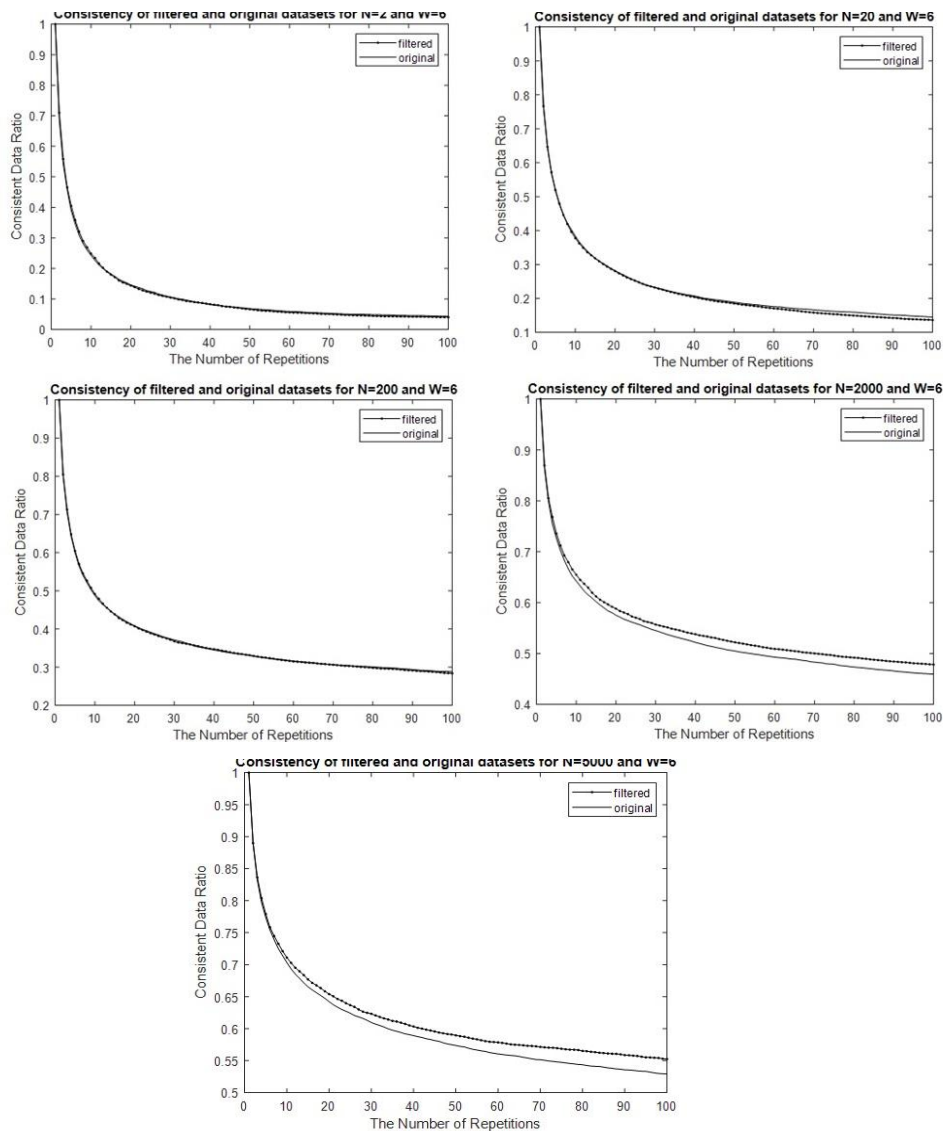 Consistency of filtered and original datasets for N=2 and W=6
filtered
original
1
0.9
0.8
0.7
0.6
0.5
0.4
0.3
0.2
0.1
0
Consistent Data Ratio
0 10 20 30 40 50 60 70 80 90 100
The Number of Repetitions
Consistency of filtered and original datasets for N=20 and W=6
filtered
original
1
0.9
0.8
0.7
0.6
0.5
0.4
0.3
0.2
0.1
Consistent Data Ratio
0 10 20 30 40 50 60 70 80 90 100
The Number of Repetitions
Consistency of filtered and original datasets for N=200 and W=6
filtered
original
1
0.9
0.8
0.7
0.6
0.5
0.4
0.3
0.2
Consistent Data Ratio
0 10 20 30 40 50 60 70 80 90 100
The Number of Repetitions
Consistency of filtered and original datasets for N=2000 and W=6
filtered
original
1
0.9
0.8
0.7
0.6
0.5
0.4
Consistent Data Ratio
0 10 20 30 40 50 60 70 80 90 100
The Number of Repetitions
Consistency of filtered and original datasets for N=5000 and W=6
filtered
original
1
0.95
0.9
0.85
0.8
0.75
0.7
0.65
0.6
0.55
0.5
Consistent Data Ratio
0 10 20 30 40 50 60 70 80 90 100
The Number of Repetitions